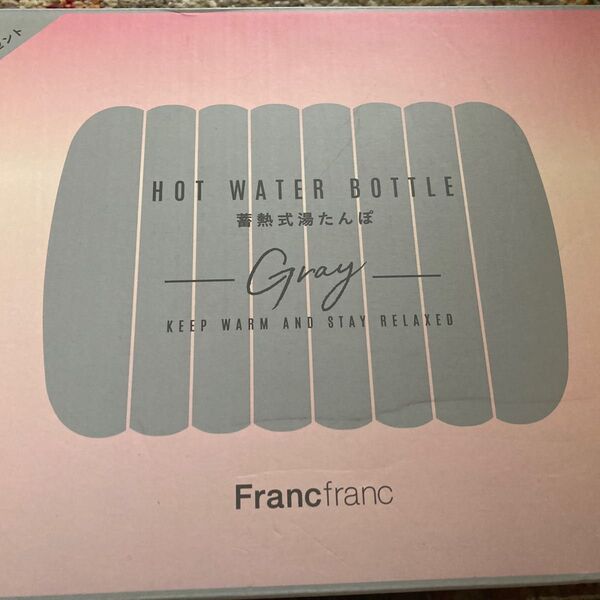 HOT WATER BOTTLE
蓄熱式湯たんぽ
Gray
KEEP WARM AND STAY RELAXED
Francfranc